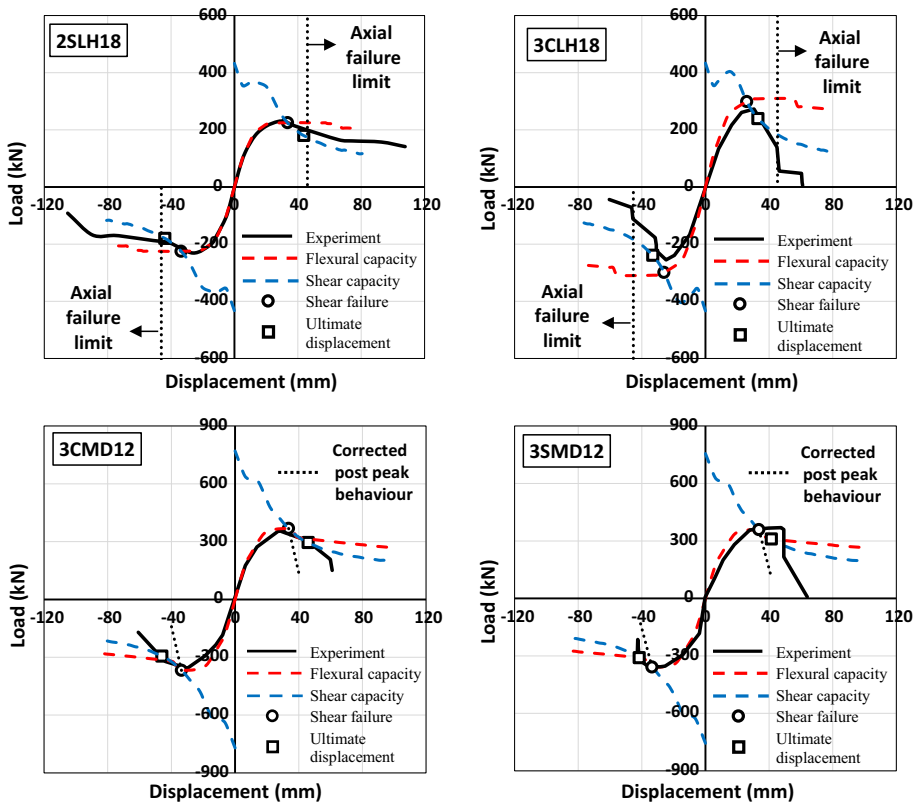 2SLH18
Axial
failure
limit
600
400
200
0
-200
-400
-600
-120
-80
-40
0
40
80
120
Load (kN)
Experiment
Flexural capacity
Shear capacity
Shear failure
Ultimate
displacement
Axial
failure
limit
Displacement (mm)
3CLH18
Axial
failure
limit
600
400
200
0
-200
-400
-600
-120
-80
-40
0
40
80
120
Load (kN)
Experiment
Flexural capacity
Shear capacity
Shear failure
Ultimate
displacement
Axial
failure
limit
Displacement (mm)
3CMD12
Corrected
post peak
behaviour
900
600
300
0
-300
-600
-900
-120
-80
-40
0
40
80
120
Load (kN)
Experiment
Flexural capacity
Shear capacity
Shear failure
Ultimate
displacement
Displacement (mm)
3SMD12
Corrected
post peak
behaviour
900
600
300
0
-300
-600
-900
-120
-80
-40
0
40
80
120
Load (kN)
Experiment
Flexural capacity
Shear capacity
Shear failure
Ultimate
displacement
Displacement (mm)